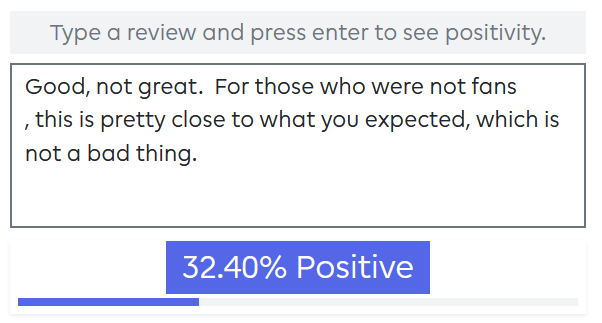 Type a review and press enter to see positivity.
Good, not great.  For those who were not fans
, this is pretty close to what you expected, which is
not a bad thing.
32.40% Positive